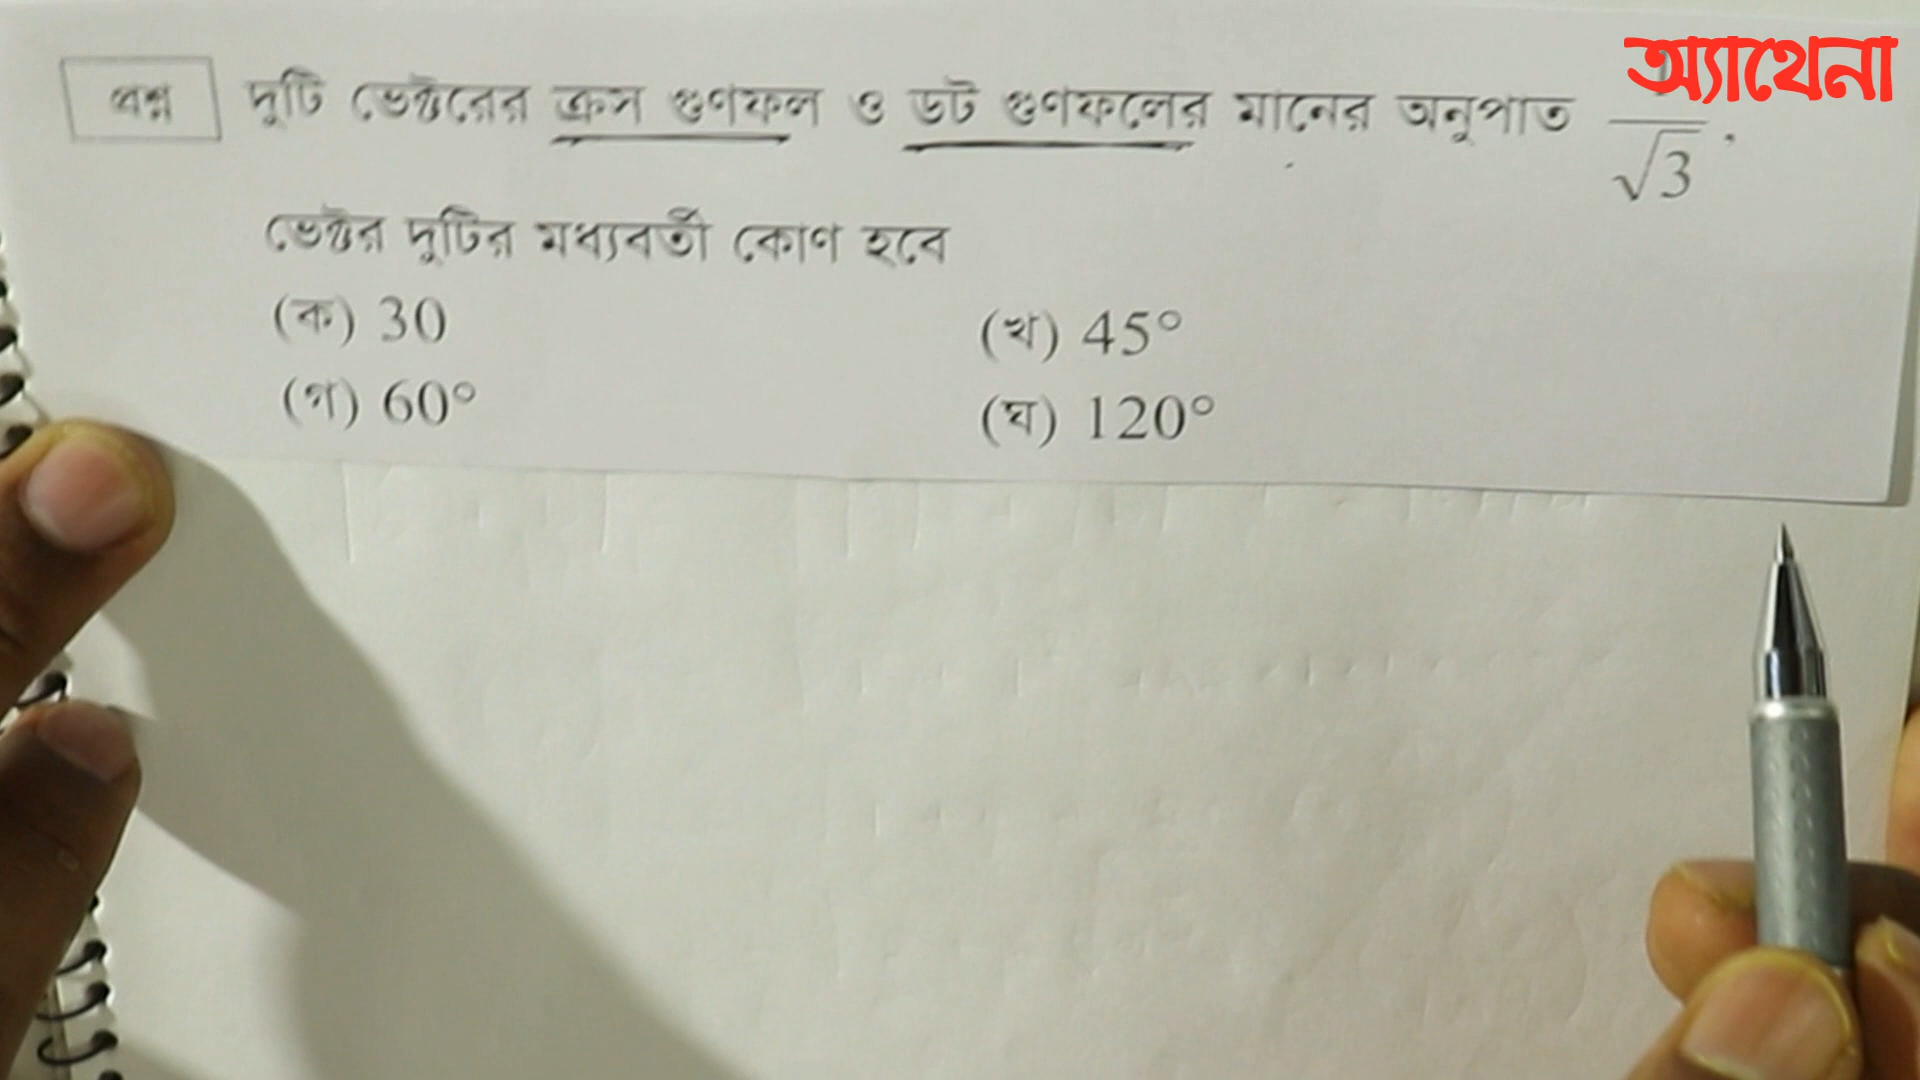 অ্যাথেনা
প্রশ্ন দুটি ভেক্টরের ক্রস গুণফল ও ডট গুণফলের মানের অনুপাত √3 .
ভেক্টর দুটির মধ্যবর্তী কোণ হবে
(ক) 30 (খ) 45°
(গ) 60° (ঘ) 120°